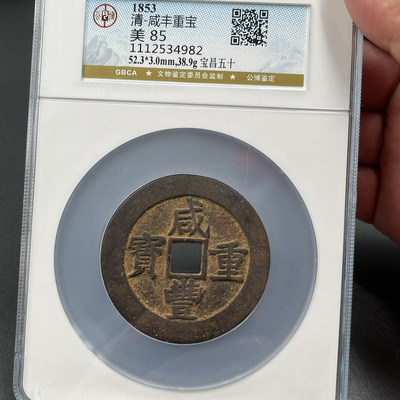 1853
清-咸丰重宝
美 85
1112534982
52.3*3.0mm,38.9g 宝昌五十
GBCA ★ 文物鉴定委员会监制 ★ 公博鉴定
咸
寶 重
豐